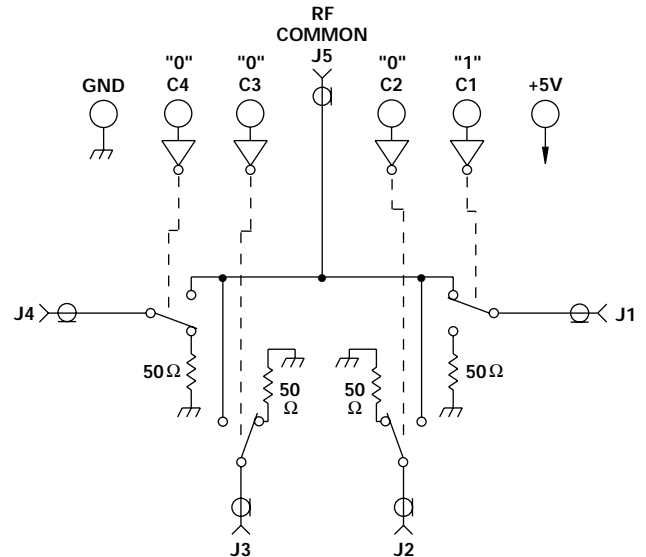 RF
COMMON
J5
"0"
"0"
"0"
"1"
GND
C4
C3
C2
C1
+5V
J4
J1
50Ω
50
Ω
50
Ω
50Ω
J3
J2